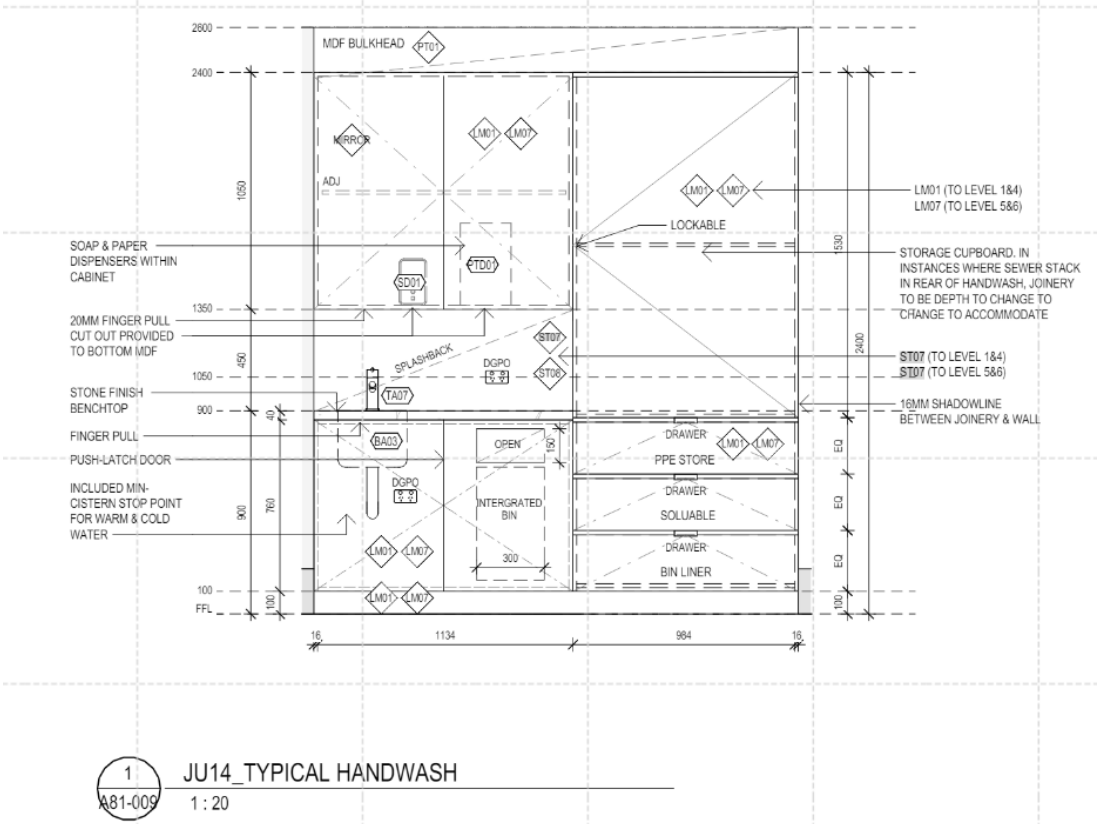 2600
MDF BULKHEAD PT01
2400
MIRROR
LM01 LM07
ADJ
1050
LM01 LM07
LM01 (TO LEVEL 1&4)
LM07 (TO LEVEL 5&6)
LOCKABLE
1530
SOAP & PAPER
DISPENSERS WITHIN
CABINET
SD01
PTD01
STORAGE CUPBOARD. IN
INSTANCES WHERE SEWER STACK
IN REAR OF HANDWASH, JOINERY
TO BE DEPTH TO CHANGE TO
CHANGE TO ACCOMMODATE
1350
20MM FINGER PULL
CUT OUT PROVIDED
TO BOTTOM MDF
450
SPLASHBACK
DGPO
ST07
ST08
2400
ST07 (TO LEVEL 1&4)
ST07 (TO LEVEL 5&6)
1050
STONE FINISH
BENCHTOP
TA07
16MM SHADOWLINE
BETWEEN JOINERY & WALL
900
40
FINGER PULL
BA03
OPEN
150
DRAWER
LM01 LM07
PPE STORE
EQ
PUSH-LATCH DOOR
DGPO
INCLUDED MIN-
CISTERN STOP POINT
FOR WARM & COLD
WATER
900
760
INTERGRATED
BIN
300
DRAWER
SOLUABLE
EQ
LM01 LM07
DRAWER
BIN LINER
EQ
100
FFL
100
LM01 LM07
100
16
1134
984
16
1
A81-009
JU14_TYPICAL HANDWASH
1 : 20